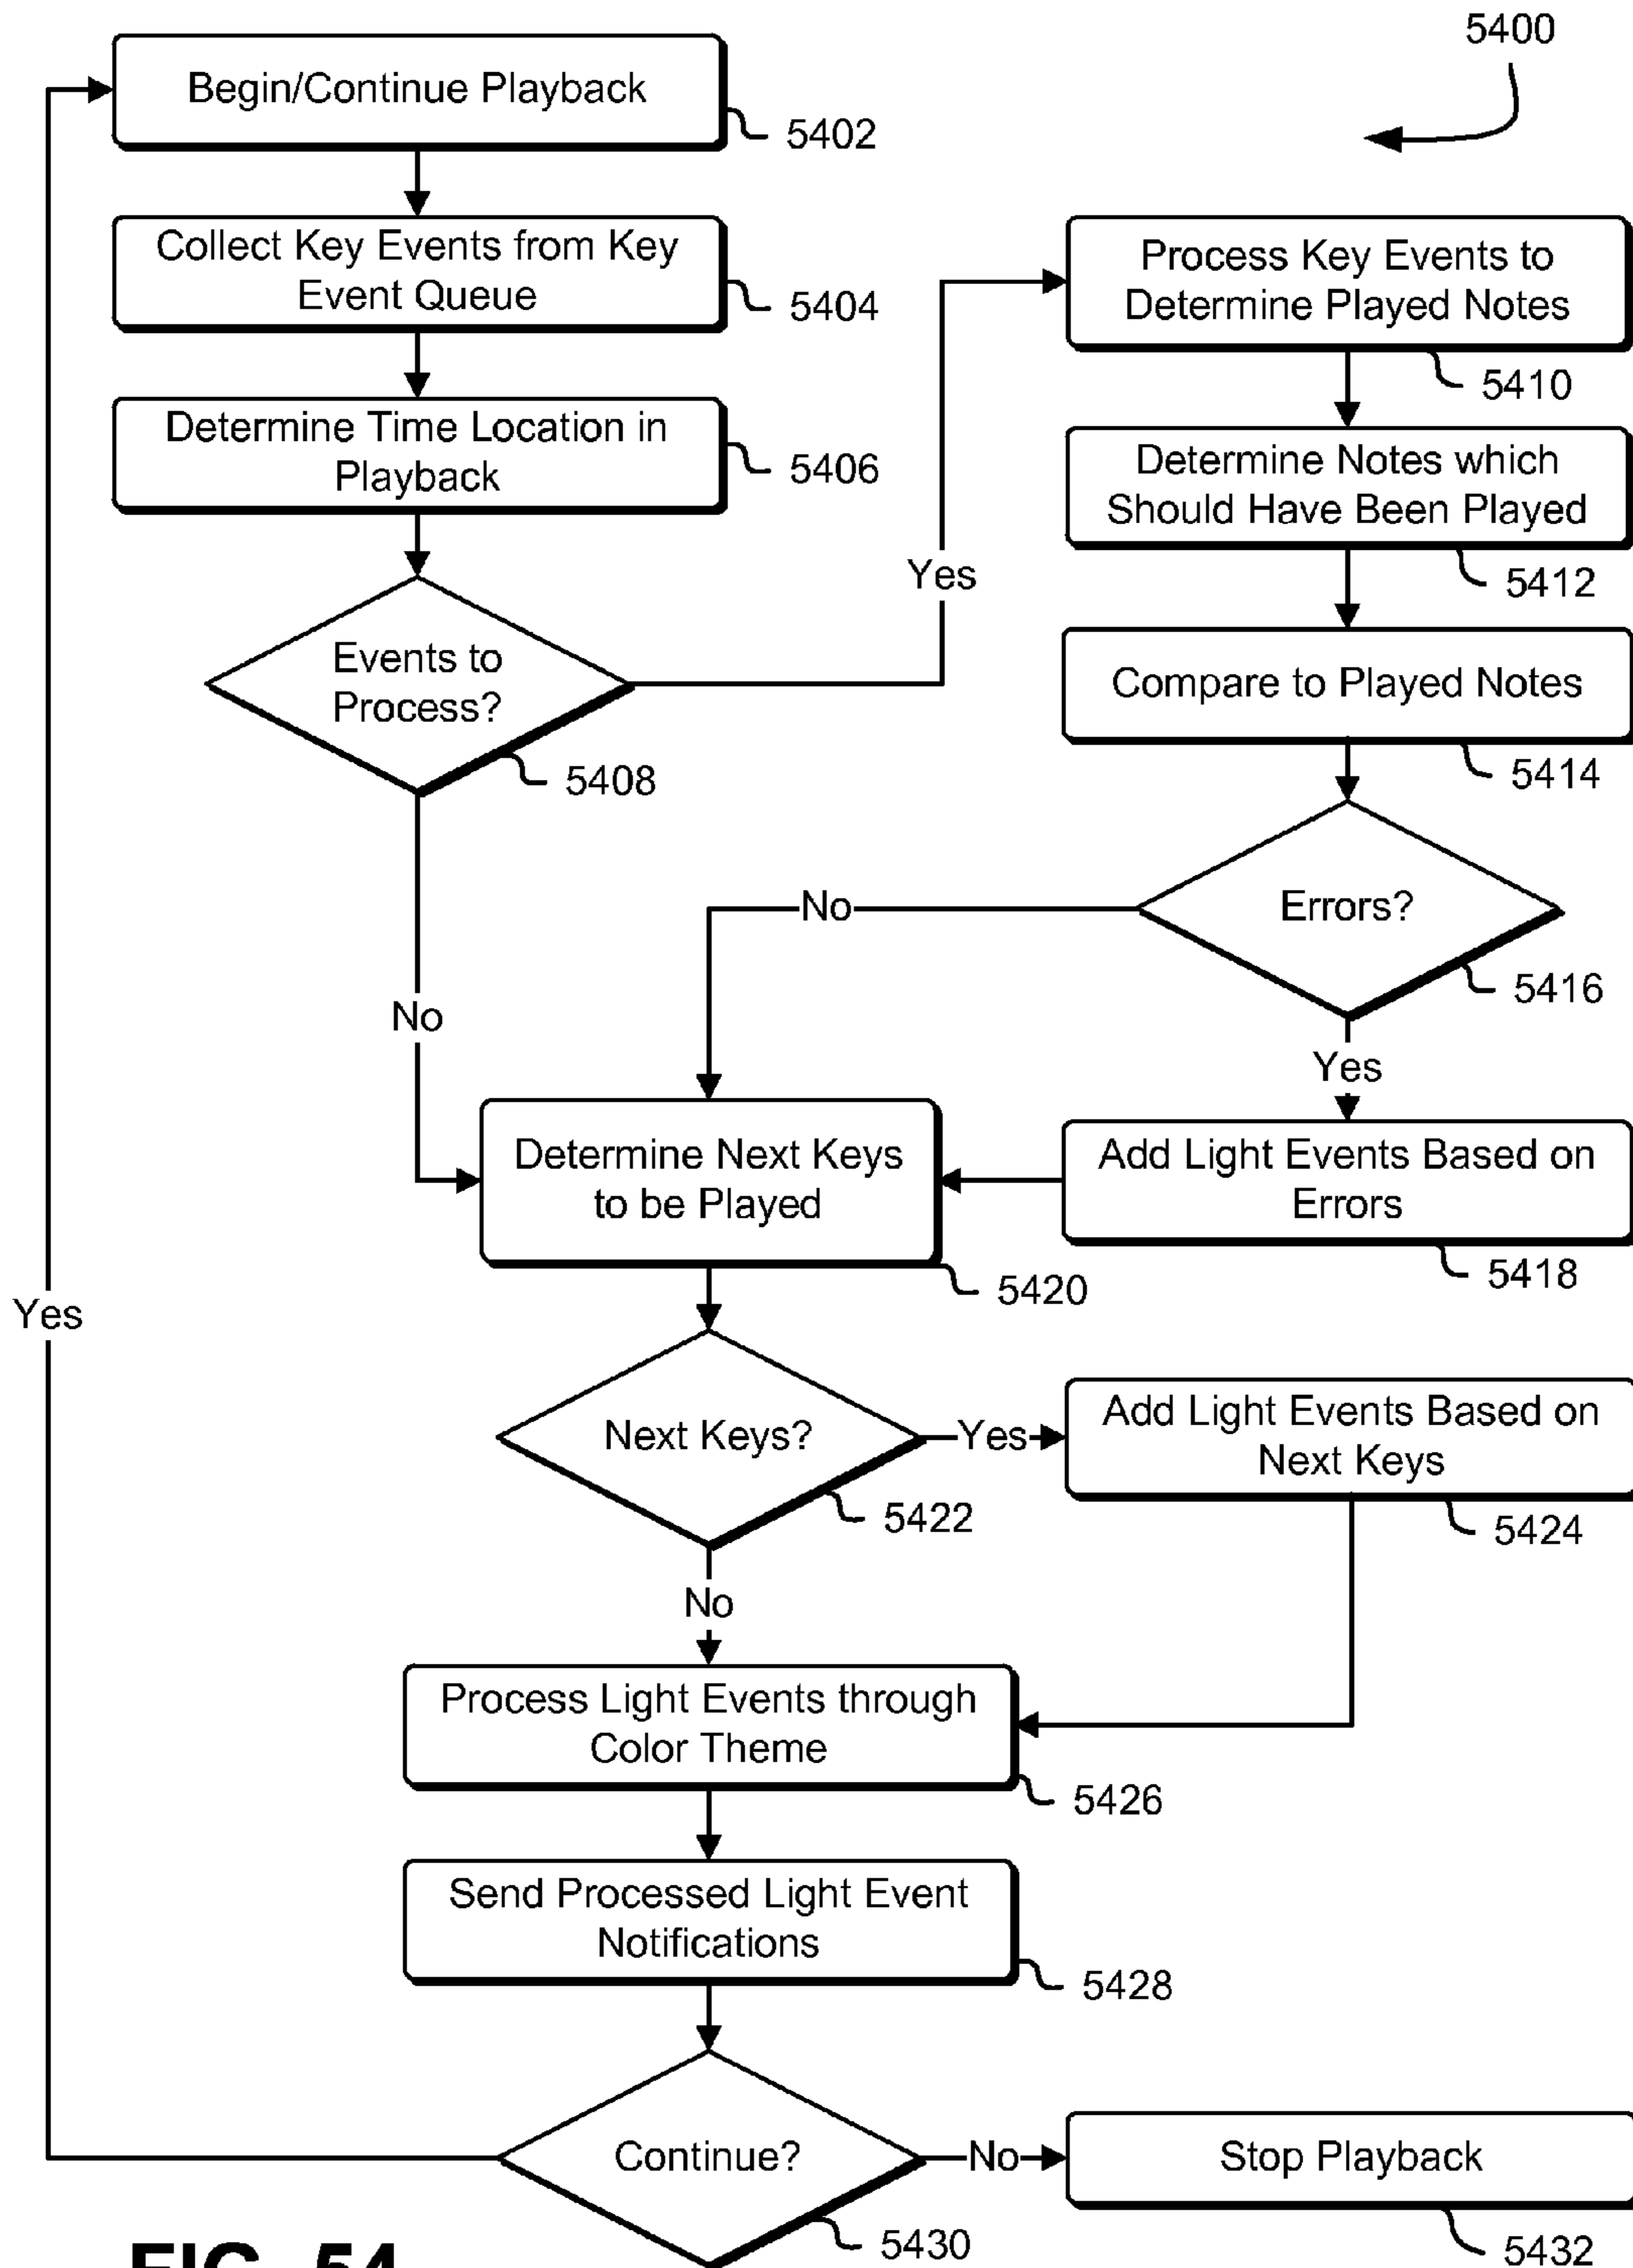 5400
Begin/Continue Playback
5402
Collect Key Events from Key
Event Queue
5404
Determine Time Location in
Playback
5406
Events to
Process?
5408
Yes
No
Process Key Events to
Determine Played Notes
5410
Determine Notes which
Should Have Been Played
5412
Compare to Played Notes
5414
Errors?
5416
No
Yes
Add Light Events Based on
Errors
5418
Determine Next Keys
to be Played
5420
Next Keys?
5422
Yes
Add Light Events Based on
Next Keys
5424
No
Process Light Events through
Color Theme
5426
Send Processed Light Event
Notifications
5428
Continue?
5430
Yes
No
Stop Playback
5432
FIG. 54